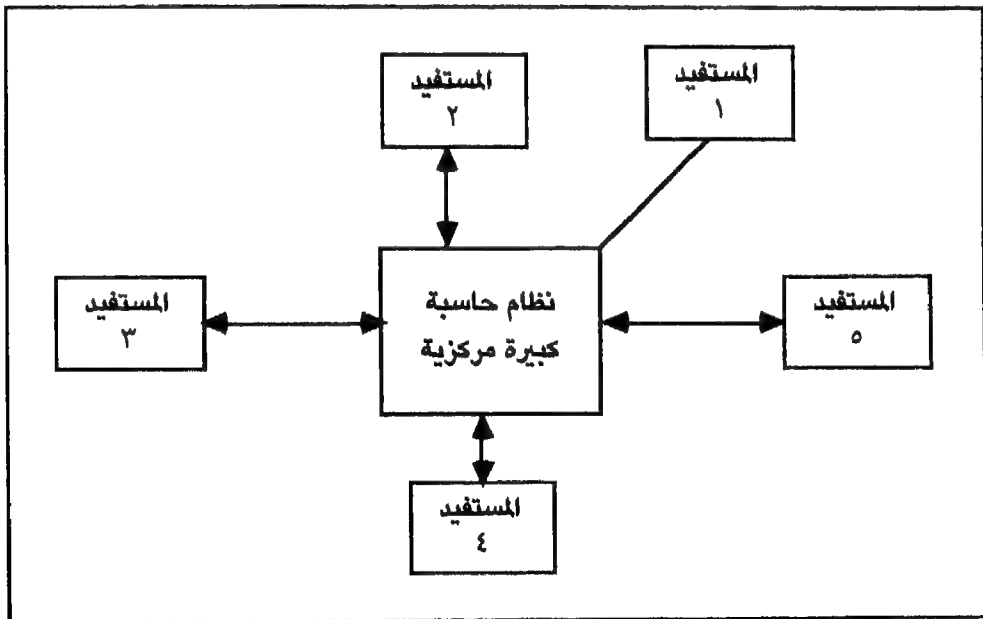 المستفيد
١
المستفيد
٢
المستفيد
٣
نظام حاسبة
كبيرة مركزية
المستفيد
٥
المستفيد
٤